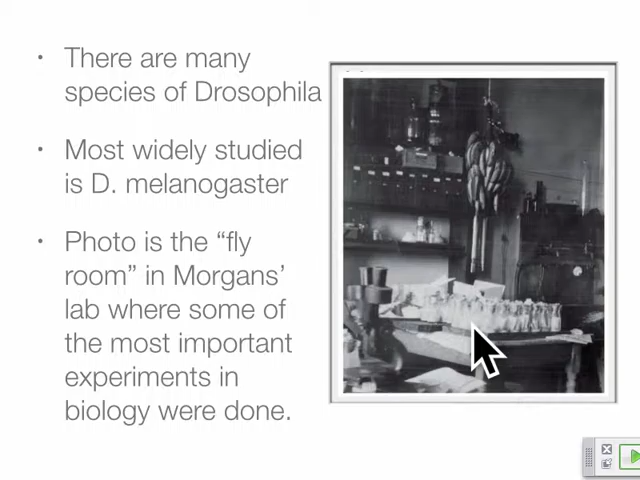 • There are many
species of Drosophila
• Most widely studied
is D. melanogaster
• Photo is the “fly
room” in Morgans’
lab where some of
the most important
experiments in
biology were done.